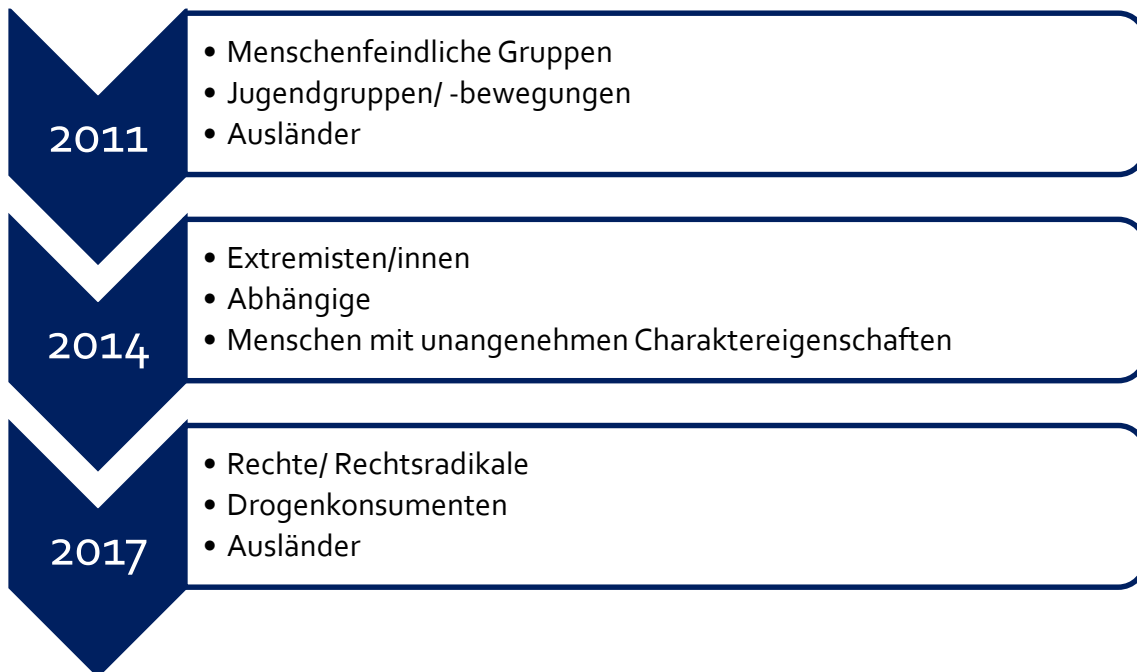 2011
• Menschenfeindliche Gruppen
• Jugendgruppen/ -bewegungen
• Ausländer
2014
• Extremisten/innen
• Abhängige
• Menschen mit unangenehmen Charaktereigenschaften
2017
• Rechte/ Rechtsradikale
• Drogenkonsumenten
• Ausländer